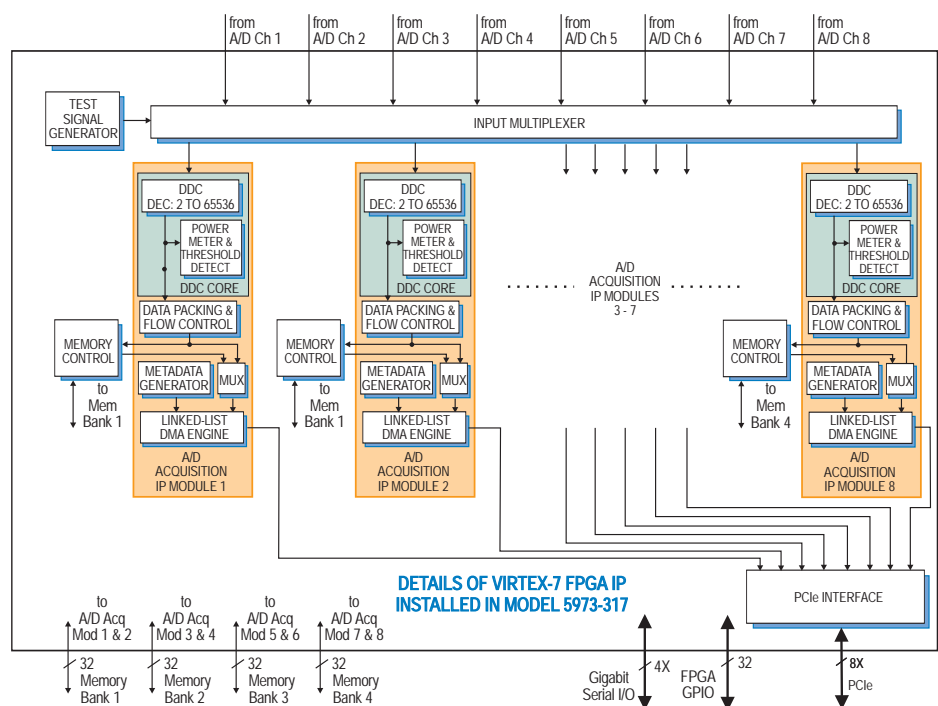 from
A/D Ch 1
from
A/D Ch 2
from
A/D Ch 3
from
A/D Ch 4
from
A/D Ch 5
from
A/D Ch 6
from
A/D Ch 7
from
A/D Ch 8
TEST
SIGNAL
GENERATOR
INPUT MULTIPLEXER
DDC
DEC: 2 TO 65536
POWER
METER &
THRESHOLD
DETECT
DDC CORE
DATA PACKING &
FLOW CONTROL
MEMORY
CONTROL
METADATA
GENERATOR
MUX
to
Mem
Bank 1
LINKED-LIST
DMA ENGINE
A/D
ACQUISITION
IP MODULE 1
DDC
DEC: 2 TO 65536
POWER
METER &
THRESHOLD
DETECT
DDC CORE
DATA PACKING &
FLOW CONTROL
MEMORY
CONTROL
METADATA
GENERATOR
MUX
to
Mem
Bank 1
LINKED-LIST
DMA ENGINE
A/D
ACQUISITION
IP MODULE 2
A/D
ACQUISITION
IP MODULES
3 - 7
DDC
DEC: 2 TO 65536
POWER
METER &
THRESHOLD
DETECT
DDC CORE
DATA PACKING &
FLOW CONTROL
MEMORY
CONTROL
METADATA
GENERATOR
MUX
to
Mem
Bank 4
LINKED-LIST
DMA ENGINE
A/D
ACQUISITION
IP MODULE 8
DETAILS OF VIRTEX-7 FPGA IP
INSTALLED IN MODEL 5973-317
PCIe INTERFACE
to
A/D Acq
Mod 1 & 2
to
A/D Acq
Mod 3 & 4
to
A/D Acq
Mod 5 & 6
to
A/D Acq
Mod 7 & 8
32
Memory
Bank 1
32
Memory
Bank 2
32
Memory
Bank 3
32
Memory
Bank 4
4X
Gigabit
Serial I/O
32
FPGA
GPIO
8X
PCIe